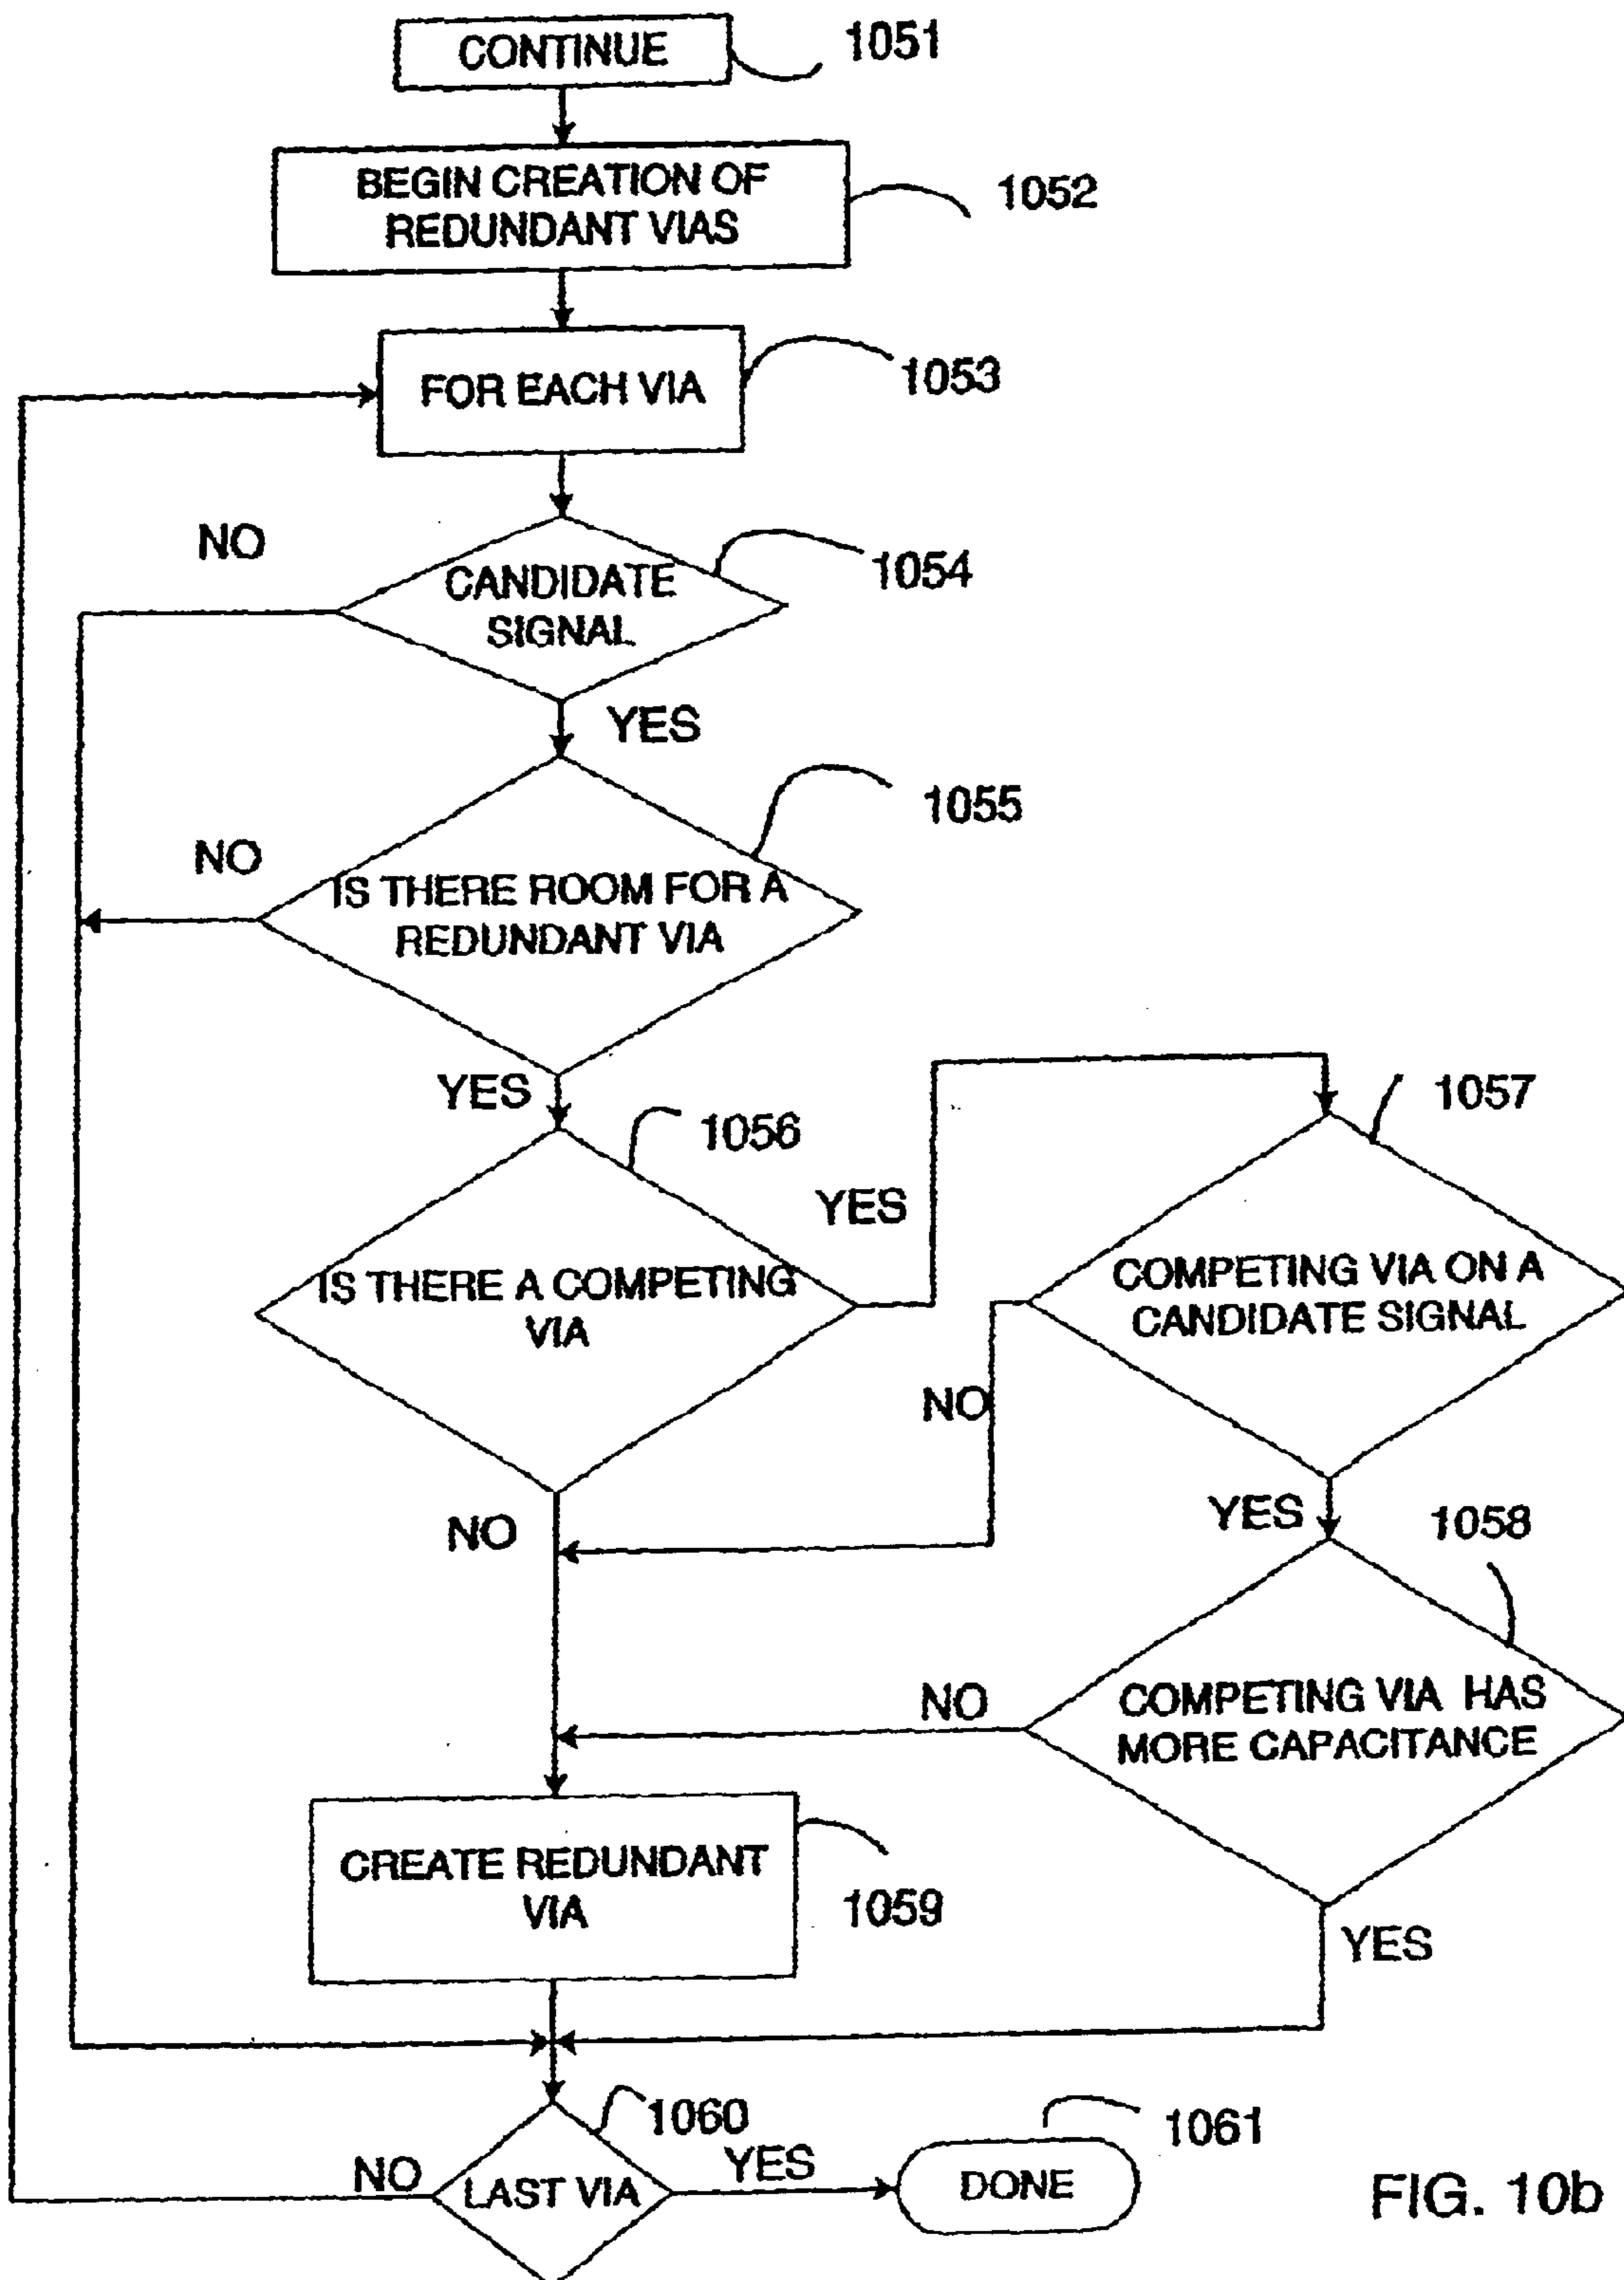 CONTINUE
1051
BEGIN CREATION OF
REDUNDANT VIAS
1052
FOR EACH VIA
1053
NO
CANDIDATE
SIGNAL
1054
YES
NO
IS THERE ROOM FOR A
REDUNDANT VIA
1055
YES
1056
IS THERE A COMPETING
VIA
YES
1057
COMPETING VIA ON A
CANDIDATE SIGNAL
NO
NO
YES
1058
NO
COMPETING VIA HAS
MORE CAPACITANCE
CREATE REDUNDANT
VIA
1059
YES
1060
NO
LAST VIA
YES
1061
DONE
FIG. 10b